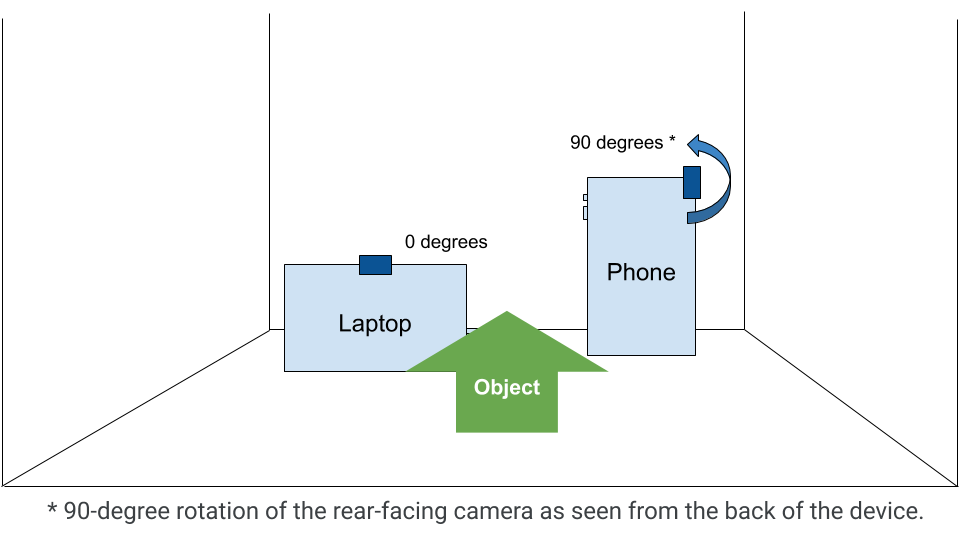 90 degrees *
0 degrees
Phone
Laptop
Object
* 90-degree rotation of the rear-facing camera as seen from the back of the device.